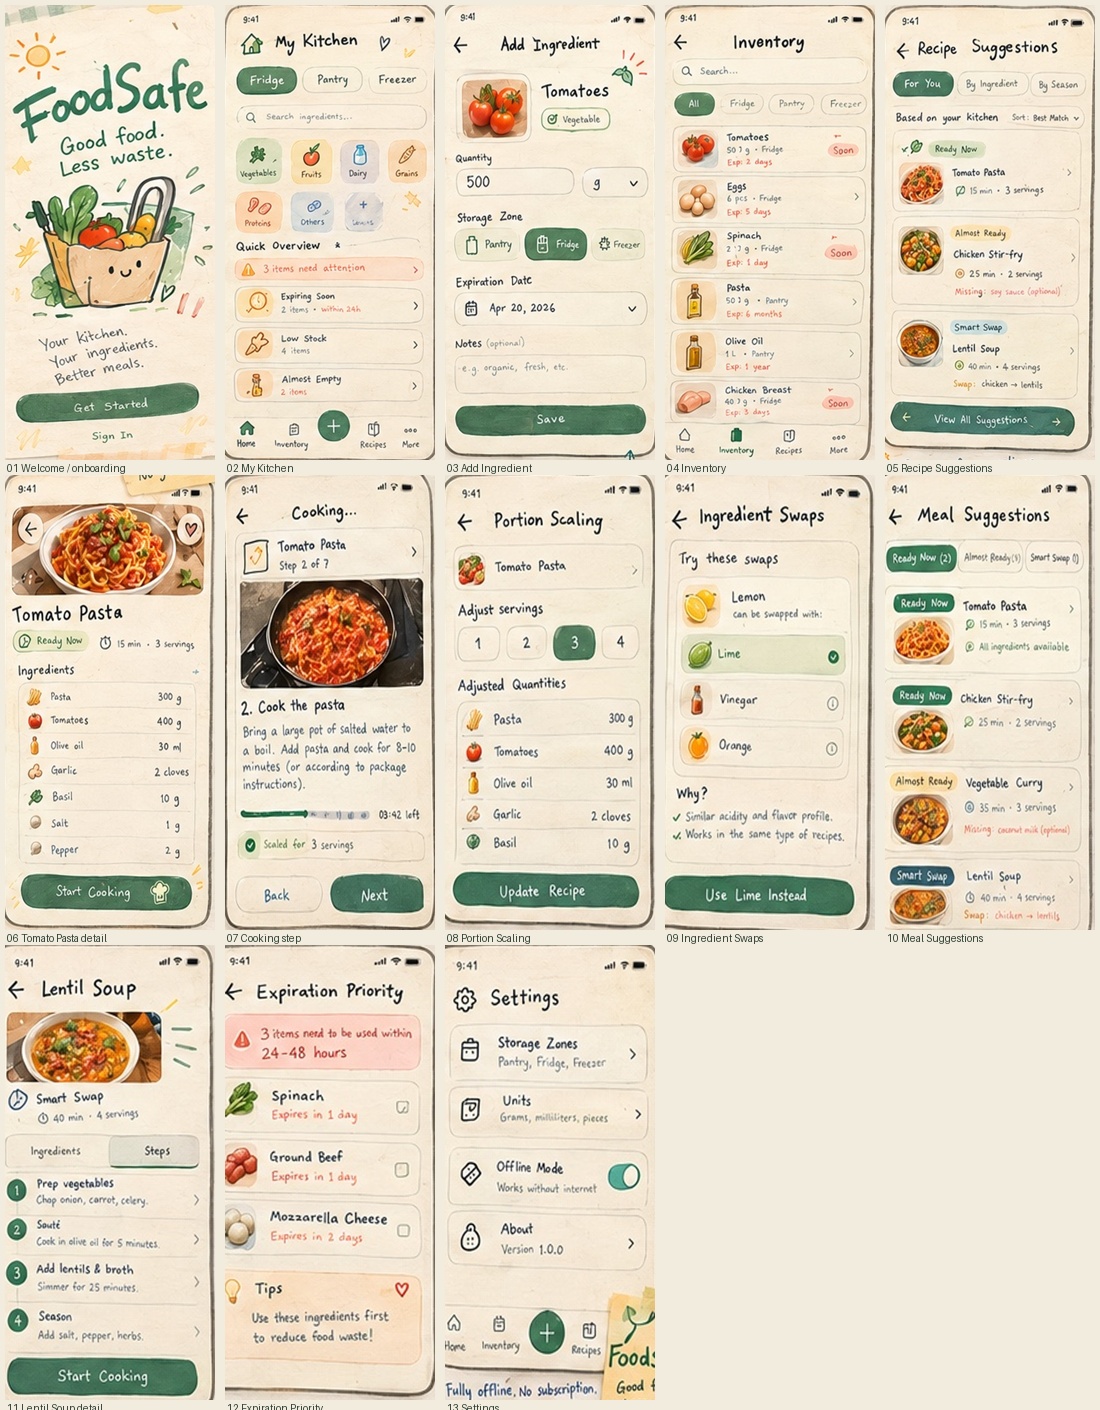 FoodSafe
Good food.
Less waste.
Your kitchen.
Your ingredients.
Better meals.
Get Started
Sign In
01 Welcome / onboarding
9:41
My Kitchen
Fridge
Pantry
Freezer
Search ingredients...
Vegetables
Fruits
Dairy
Grains
Proteins
Others
Quick Overview
3 items need attention
Expiring Soon
2 items • within 24h
Low Stock
4 items
Almost Empty
2 items
Home
Inventory
Recipes
More
02 My Kitchen
9:41
Add Ingredient
Tomatoes
Vegetable
Quantity
500
g
Storage Zone
Pantry
Fridge
Freezer
Expiration Date
Apr 20, 2026
Notes (optional)
e.g. organic, fresh, etc.
Save
03 Add Ingredient
9:41
Inventory
Search...
All
Fridge
Pantry
Freezer
Tomatoes
g • Fridge
Exp: 2 days
Soon
Eggs
6 pcs • Fridge
Exp: 5 days
Spinach
g • Fridge
Exp: 1 day
Soon
Pasta
g • Pantry
Exp: 6 months
Olive Oil
1 L • Pantry
Exp: 1 year
Chicken Breast
g • Fridge
Exp: 3 days
Soon
Home
Inventory
Recipes
More
04 Inventory
9:41
Recipe Suggestions
For You
By Ingredient
By Season
Based on your kitchen
Sort: Best Match
Ready Now
Tomato Pasta
15 min • 3 servings
Almost Ready
Chicken Stir-fry
25 min • 2 servings
Missing: soy sauce (optional)
Smart Swap
Lentil Soup
40 min • 4 servings
Swap: chicken → lentils
View All Suggestions
05 Recipe Suggestions
9:41
Tomato Pasta
Ready Now
15 min • 3 servings
Ingredients
Pasta 300 g
Tomatoes 400 g
Olive oil 30 ml
Garlic 2 cloves
Basil 10 g
Salt 1 g
Pepper 2 g
Start Cooking
06 Tomato Pasta detail
9:41
Cooking...
Tomato Pasta
Step 2 of 7
2. Cook the pasta
Bring a large pot of salted water to
a boil. Add pasta and cook for 8-10
minutes (or according to package
instructions).
03:42 left
Scaled for 3 servings
Back
Next
07 Cooking step
9:41
Portion Scaling
Tomato Pasta
Adjust servings
1
2
3
4
Adjusted Quantities
Pasta 300 g
Tomatoes 400 g
Olive oil 30 ml
Garlic 2 cloves
Basil 10 g
Update Recipe
08 Portion Scaling
9:41
Ingredient Swaps
Try these swaps
Lemon
can be swapped with:
Lime
Vinegar
Orange
Why?
Similar acidity and flavor profile.
Works in the same type of recipes.
Use Lime Instead
09 Ingredient Swaps
9:41
Meal Suggestions
Ready Now (2)
Almost Ready
Smart Swap
Ready Now
Tomato Pasta
15 min • 3 servings
All ingredients available
Ready Now
Chicken Stir-fry
25 min • 2 servings
Almost Ready
Vegetable Curry
35 min • 3 servings
Missing: coconut milk (optional)
Smart Swap
Lentil Soup
40 min • 4 servings
Swap: chicken → lentils
10 Meal Suggestions
9:41
Lentil Soup
Smart Swap
40 min • 4 servings
Ingredients
Steps
1 Prep vegetables
Chop onion, carrot, celery.
2 Sauté
Cook in olive oil for 5 minutes.
3 Add lentils & broth
Simmer for 25 minutes.
4 Season
Add salt, pepper, herbs.
Start Cooking
11 Lentil Soup detail
9:41
Expiration Priority
3 items need to be used within
24-48 hours
Spinach
Expires in 1 day
Ground Beef
Expires in 1 day
Mozzarella Cheese
Expires in 2 days
Tips
Use these ingredients first
to reduce food waste!
12 Expiration Priority
9:41
Settings
Storage Zones
Pantry, Fridge, Freezer
Units
Grams, milliliters, pieces
Offline Mode
Works without internet
About
Version 1.0.0
Home
Inventory
Recipes
Foods
Good f
Fully offline, No subscription.
13 Settings